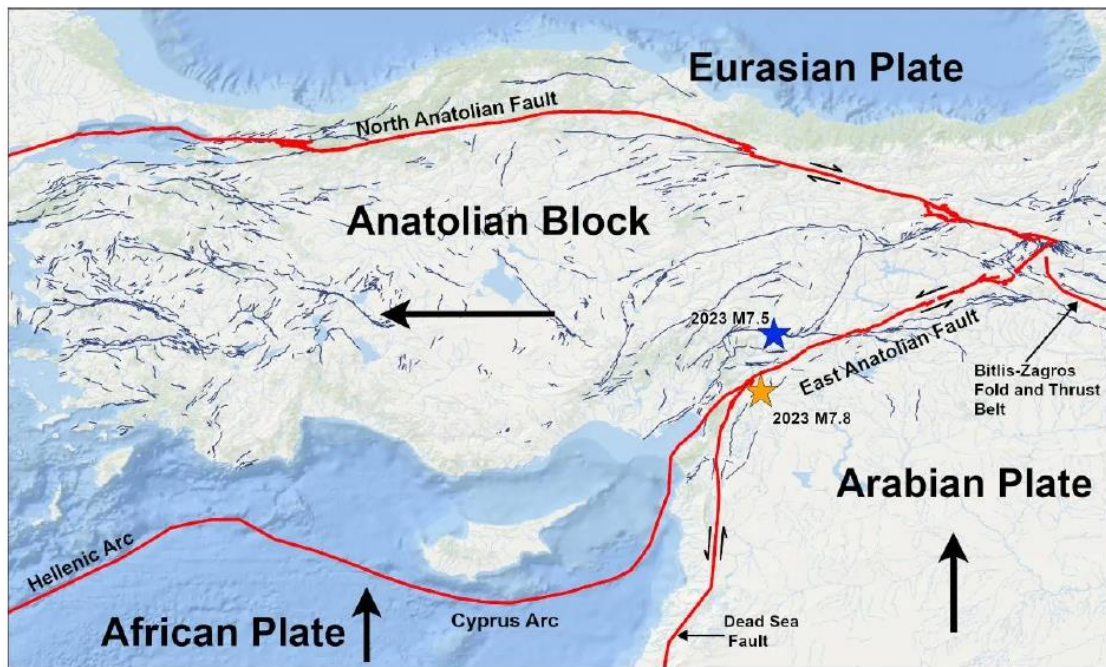 Eurasian Plate
North Anatolian Fault
Anatolian Block
2023 M7.5
East Anatolian Fault
2023 M7.8
Bitlis-Zagros
Fold and Thrust
Belt
Arabian Plate
Hellenic Arc
African Plate
Cyprus Arc
Dead Sea
Fault